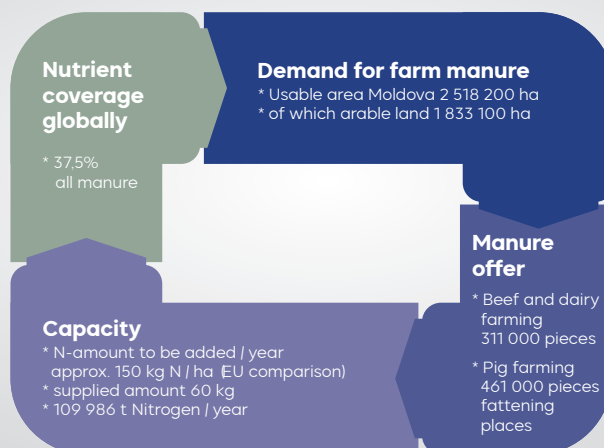 Nutrient
coverage
globally
* 37,5%
all manure
Demand for farm manure
* Usable area Moldova 2 518 200 ha
* of which arable land 1 833 100 ha
Manure
offer
* Beef and dairy
farming
311 000 pieces
* Pig farming
461 000 pieces
fattening
places
Capacity
* N-amount to be added / year
approx. 150 kg N / ha (EU comparison)
* supplied amount 60 kg
* 109 986 t Nitrogen / year